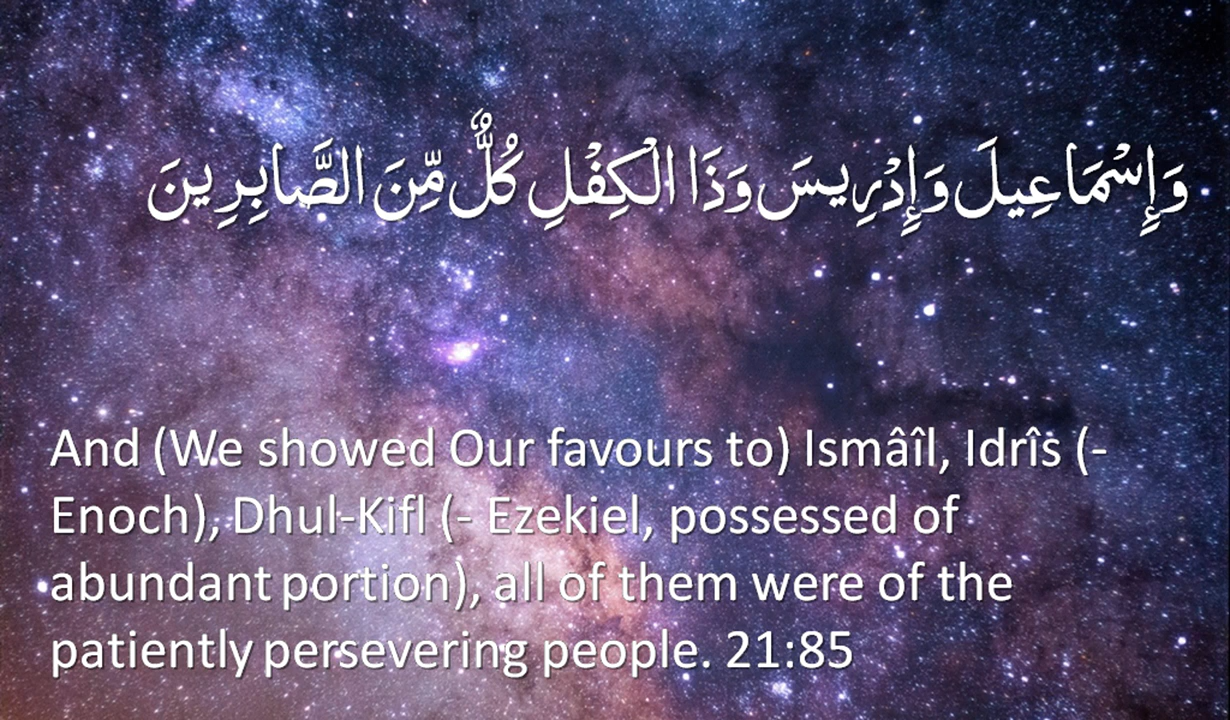 وَإِسْمَاعِيلَ وَإِدْرِيسَ وَذَا الْكِفْلِ كُلٌّ مِّنَ الصَّابِرِينَ
And (We showed Our favours to) Ismâîl, Idrîs (-
Enoch), Dhul-Kifl (- Ezekiel, possessed of
abundant portion), all of them were of the
patiently persevering people. 21:85